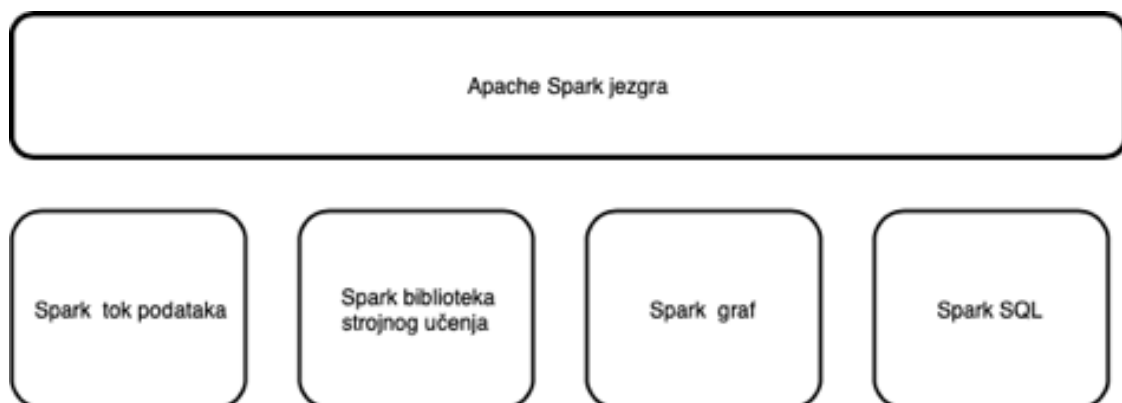 Apache Spark jezgra
Spark tok podataka
Spark biblioteka
strojnog učenja
Spark graf
Spark SQL